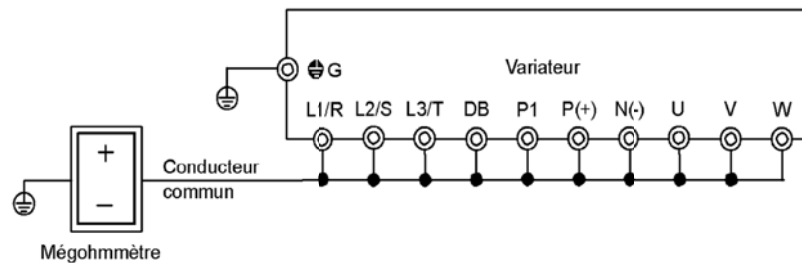 G
Variateur
L1/R L2/S L3/T DB P1 P(+) N(-) U V W
+
Conducteur
commun
−
Mégohmmètre